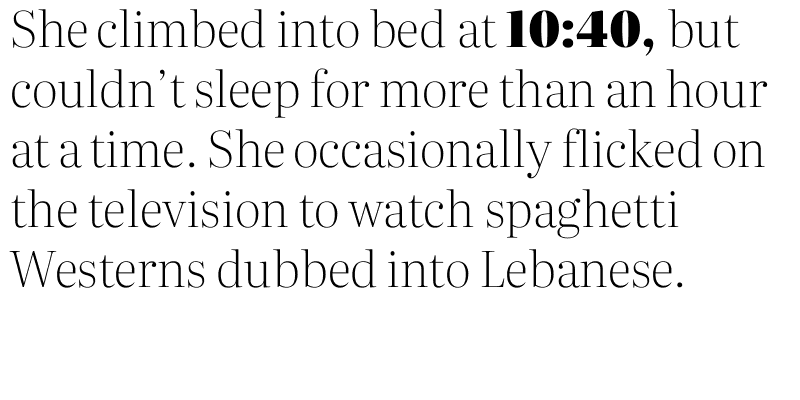 She climbed into bed at 10:40, but
couldn’t sleep for more than an hour
at a time. She occasionally flicked on
the television to watch spaghetti
Westerns dubbed into Lebanese.